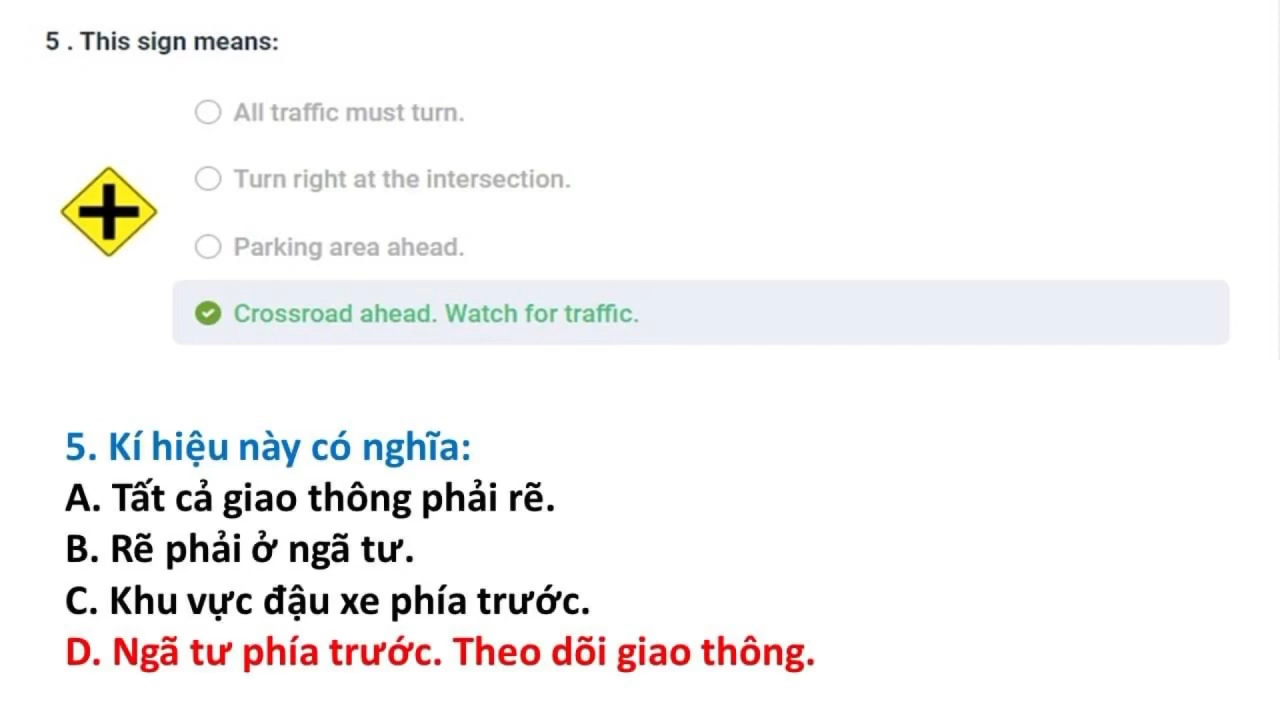 5 . This sign means:
All traffic must turn.
Turn right at the intersection.
Parking area ahead.
Crossroad ahead. Watch for traffic.
5. Kí hiệu này có nghĩa:
A. Tất cả giao thông phải rẽ.
B. Rẽ phải ở ngã tư.
C. Khu vực đậu xe phía trước.
D. Ngã tư phía trước. Theo dõi giao thông.